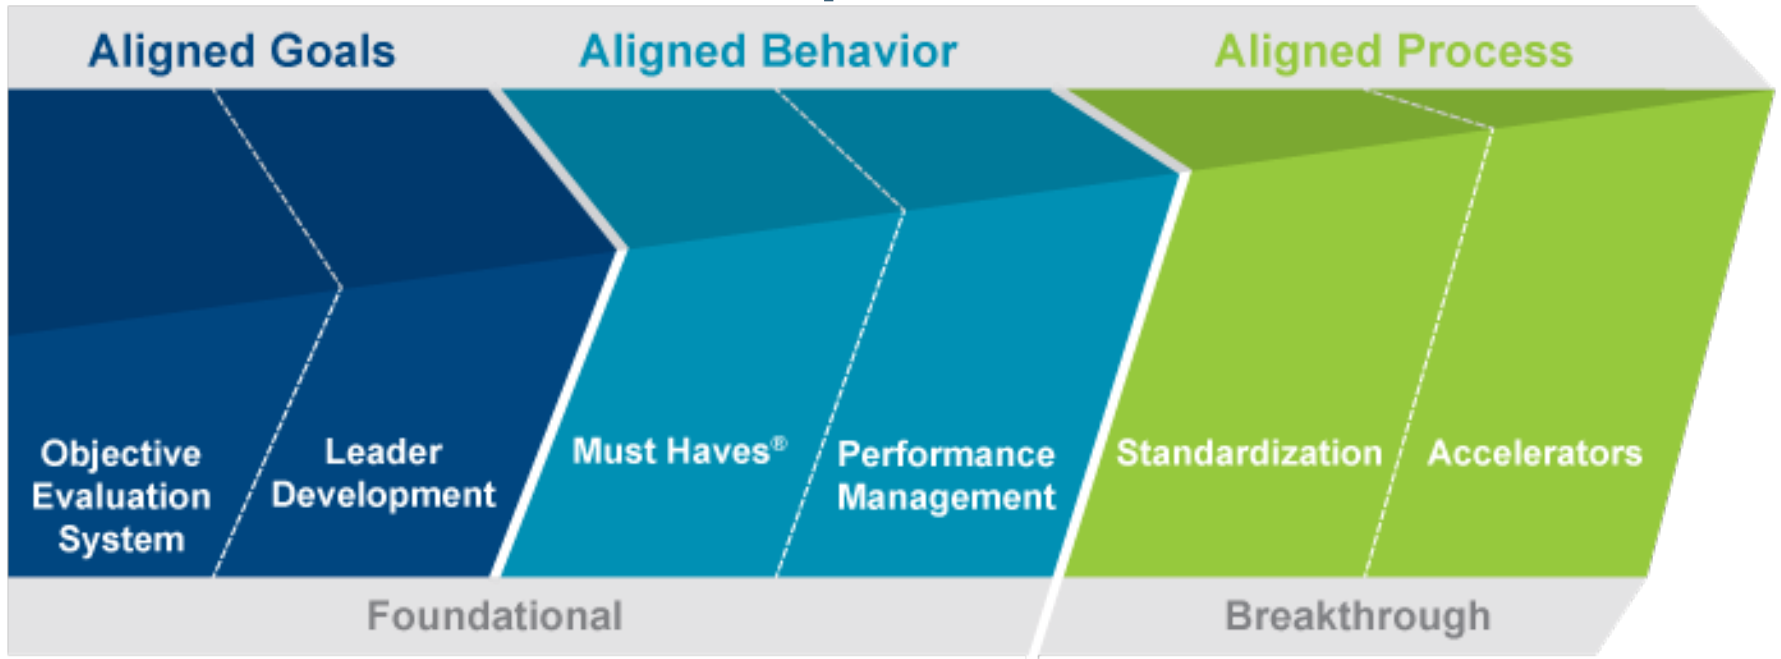 Aligned Goals
Aligned Behavior
Aligned Process
Objective
Evaluation
System
Leader
Development
Must Haves®
Performance
Management
Standardization
Accelerators
Foundational
Breakthrough